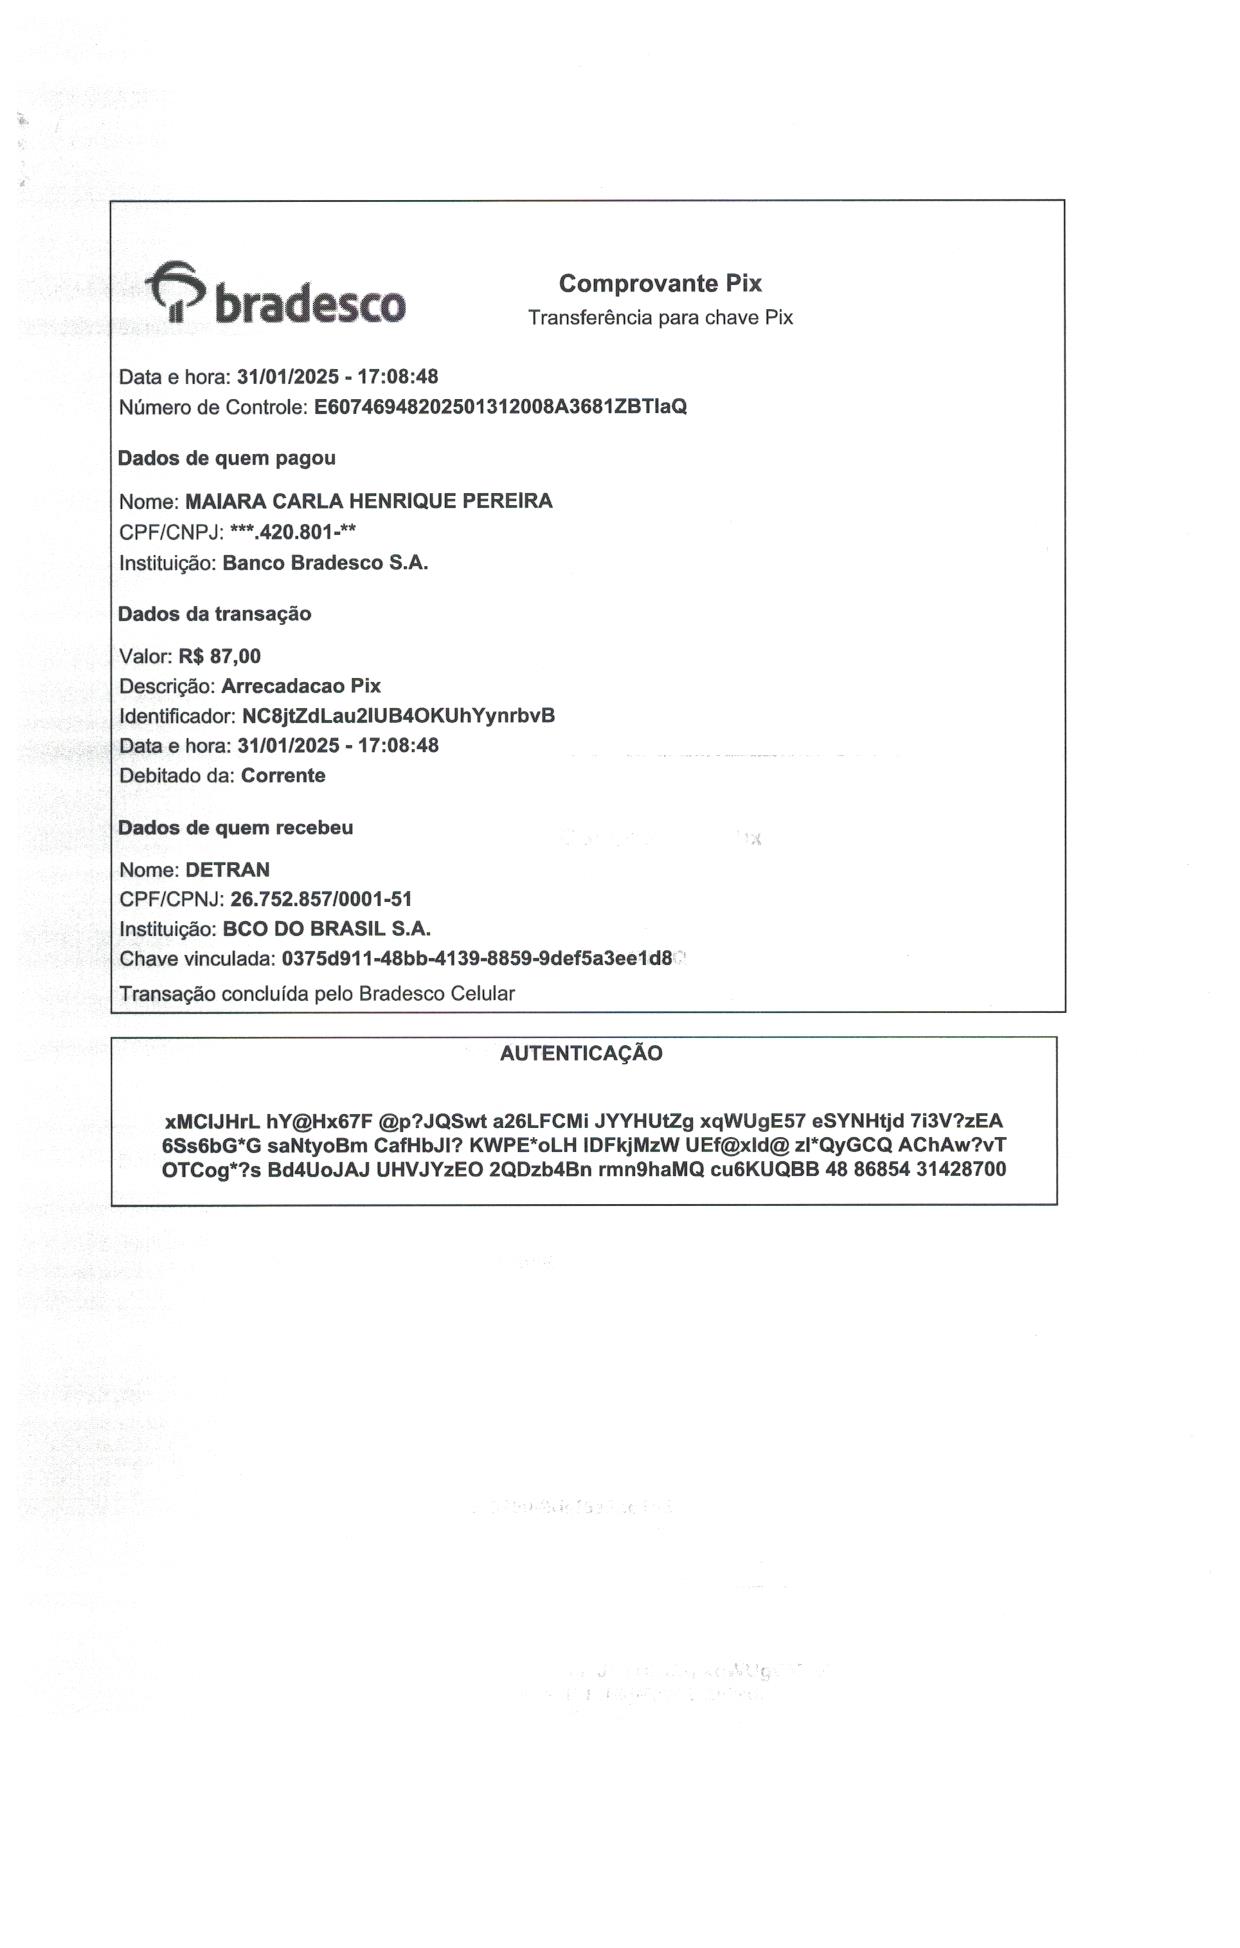 bradesco
Comprovante Pix
Transferência para chave Pix
Data e hora: 31/01/2025 - 17:08:48
Número de Controle: E60746948202501312008A3681ZBTIaQ
Dados de quem pagou
Nome: MAIARA CARLA HENRIQUE PEREIRA
CPF/CNPJ: ***.420.801-**
Instituição: Banco Bradesco S.A.
Dados da transação
Valor: R$ 87,00
Descrição: Arrecadacao Pix
Identificador: NC8jtZdLau2IUB4OKUhYynrbvB
Data e hora: 31/01/2025 - 17:08:48
Debitado da: Corrente
Dados de quem recebeu
Nome: DETRAN
CPF/CPNJ: 26.752.857/0001-51
Instituição: BCO DO BRASIL S.A.
Chave vinculada: 0375d911-48bb-4139-8859-9def5a3ee1d8
Transação concluída pelo Bradesco Celular
AUTENTICAÇÃO
xMCIJHrL hY@Hx67F @p?JQSwt a26LFCMi JYYHUtZg xqWUgE57 eSYNHtjd 7i3V?zEA
6Ss6bG*G saNtyoBm CafHbJI? KWPE*oLH IDFkjMzW UEf@xId@ zI*QyGCQ AChAw?vT
OTCog*?s Bd4UoJAJ UHVJYzEO 2QDzb4Bn rmn9haMQ cu6KUQBB 48 86854 31428700